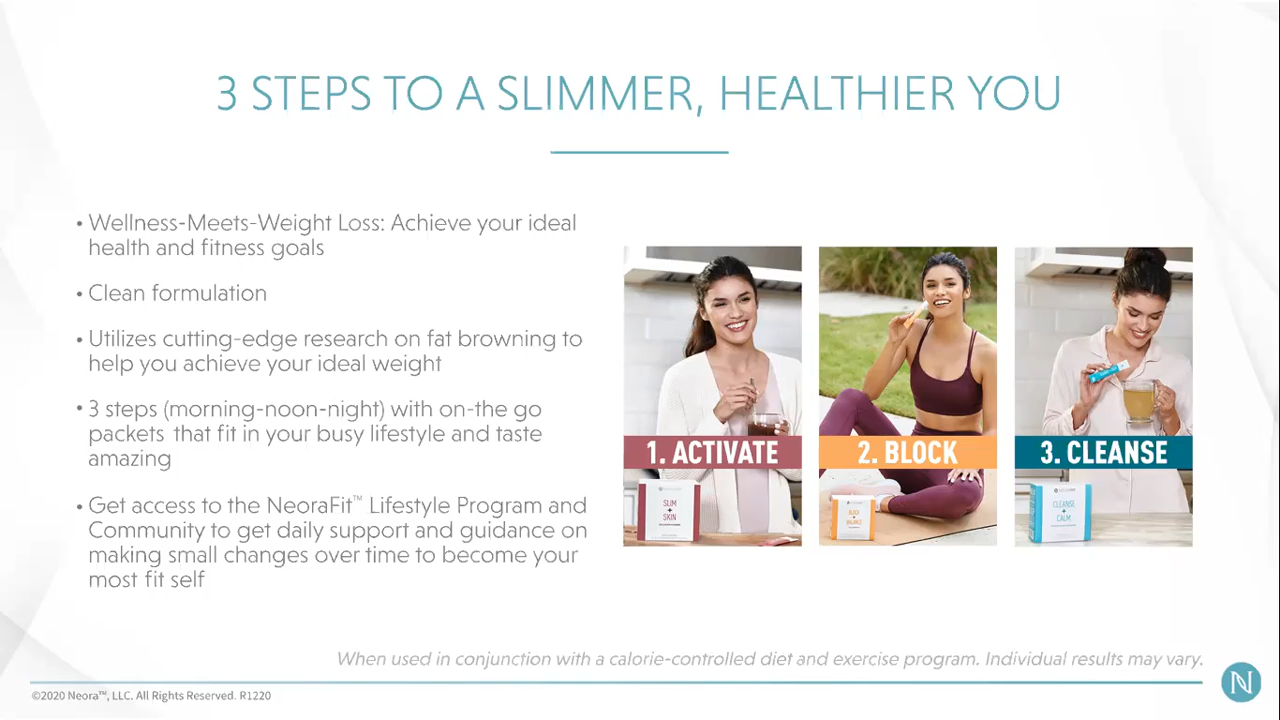 3 STEPS TO A SLIMMER, HEALTHIER YOU
• Wellness-Meets-Weight Loss: Achieve your ideal
health and fitness goals
• Clean formulation
• Utilizes cutting-edge research on fat browning to
help you achieve your ideal weight
• 3 steps (morning-noon-night) with on-the go
packets that fit in your busy lifestyle and taste
amazing
• Get access to the NeoraFit™ Lifestyle Program and
Community to get daily support and guidance on
making small changes over time to become your
most fit self
1. ACTIVATE
SLIM
+
SKIN
2. BLOCK
BLOCK
+
BALANCE
3. CLEANSE
CLEANSE
+
CALM
When used in conjunction with a calorie-controlled diet and exercise program. Individual results may vary.
©2020 Neora™, LLC. All Rights Reserved. R1220
N